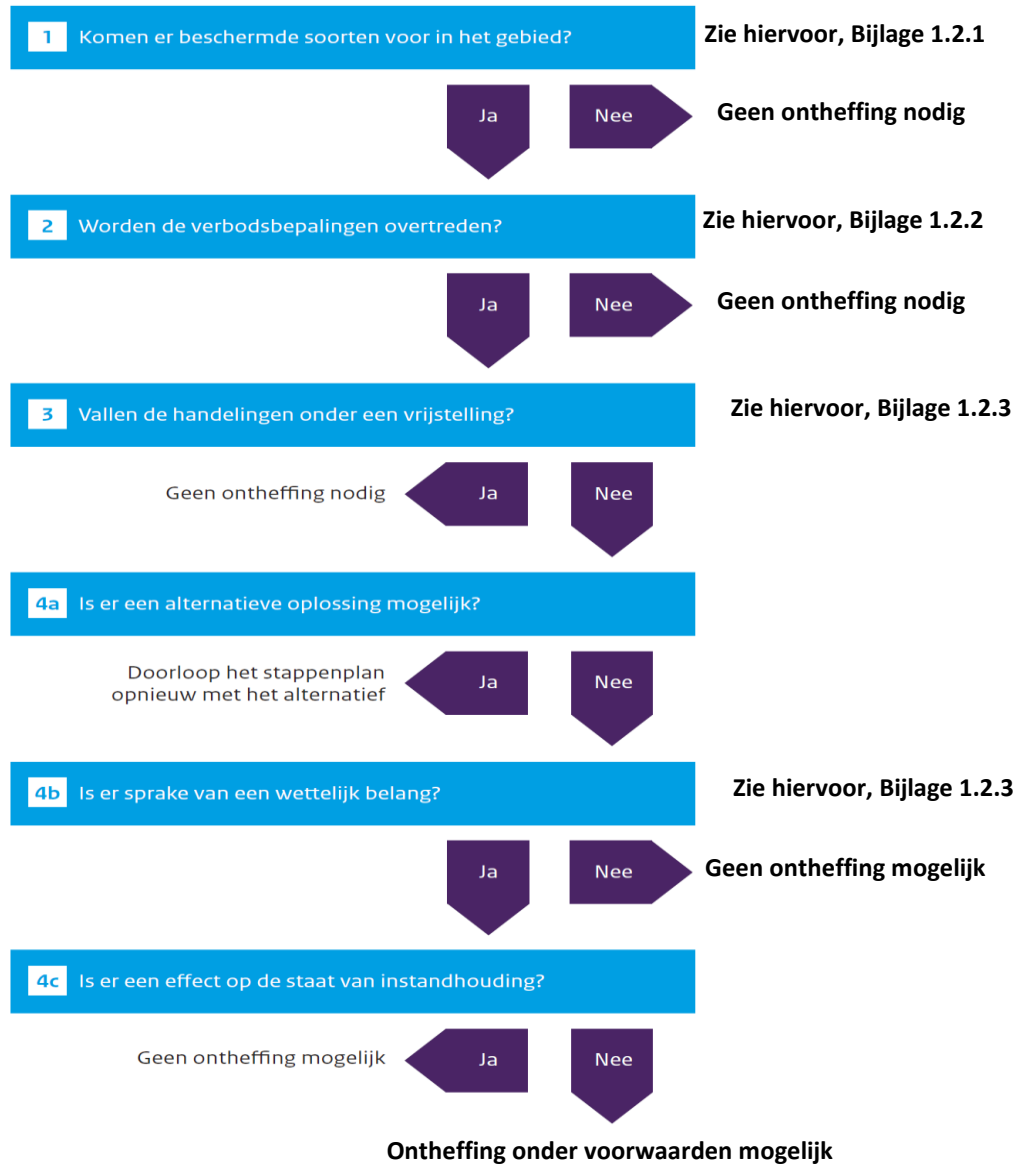 1 Komen er beschermde soorten voor in het gebied? Zie hiervoor, Bijlage 1.2.1
Ja Nee Geen ontheffing nodig
2 Worden de verbodsbepalingen overtreden? Zie hiervoor, Bijlage 1.2.2
Ja Nee Geen ontheffing nodig
3 Vallen de handelingen onder een vrijstelling? Zie hiervoor, Bijlage 1.2.3
Geen ontheffing nodig Ja Nee
4a Is er een alternatieve oplossing mogelijk?
Doorloop het stappenplan
opnieuw met het alternatief
Ja Nee
4b Is er sprake van een wettelijk belang? Zie hiervoor, Bijlage 1.2.3
Ja Nee Geen ontheffing mogelijk
4c Is er een effect op de staat van instandhouding?
Geen ontheffing mogelijk Ja Nee
Ontheffing onder voorwaarden mogelijk